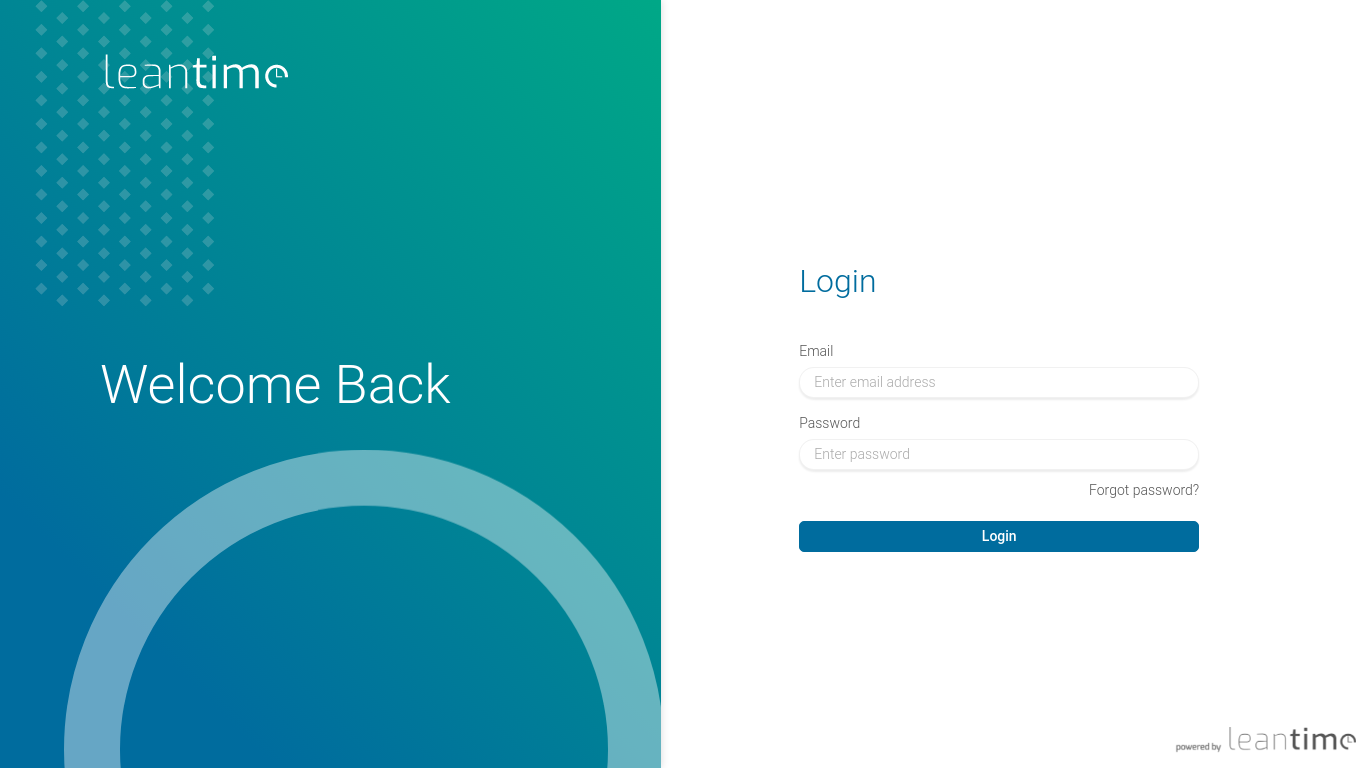 leantime
Welcome Back
Login
Email
Enter email address
Password
Enter password
Forgot password?
Login
powered by leantime